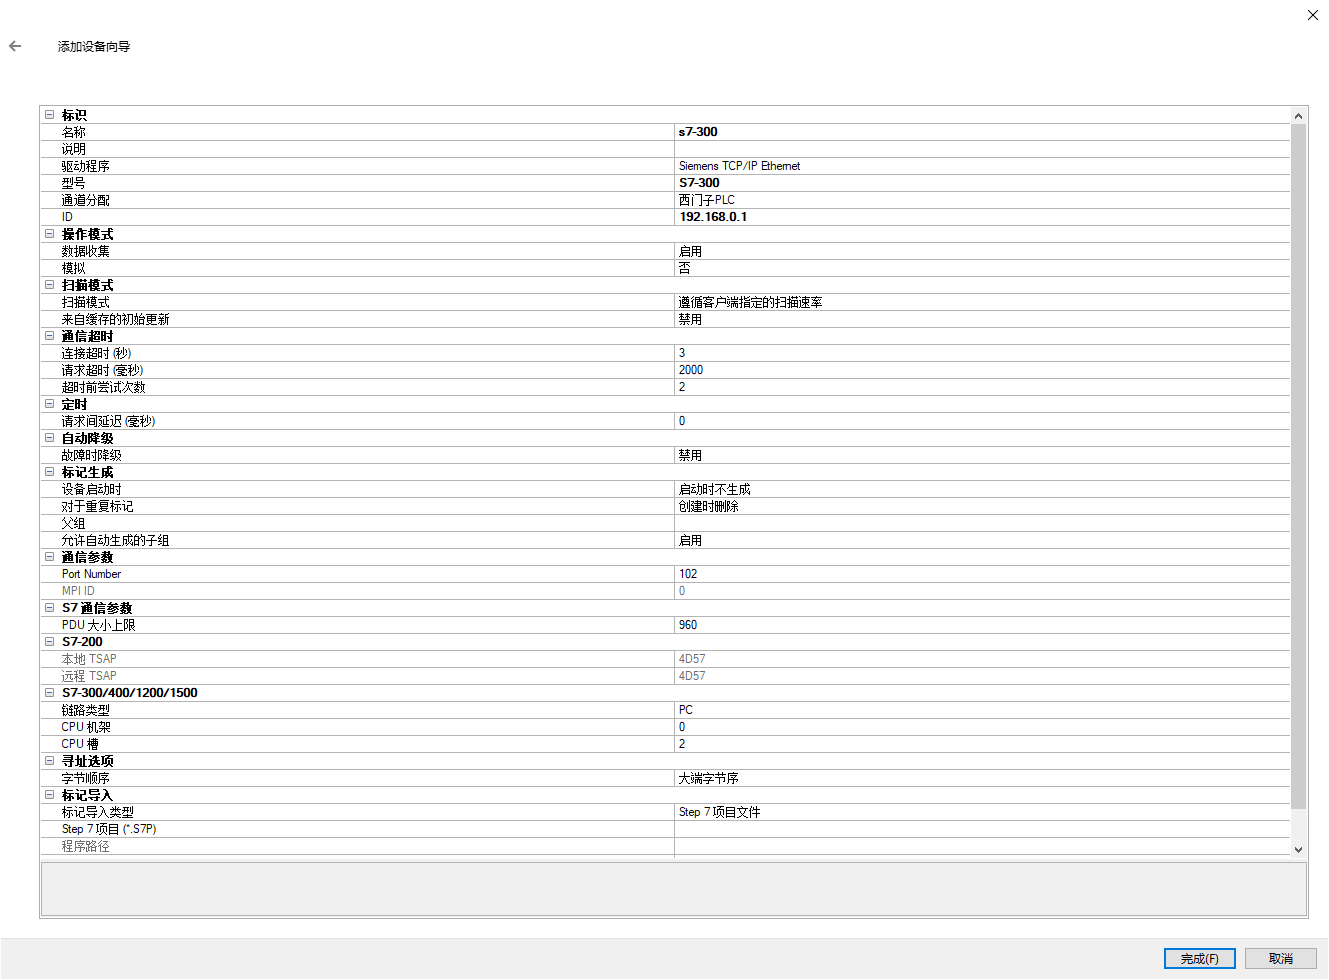 添加设备向导
标识
名称 s7-300
说明
驱动程序 Siemens TCP/IP Ethernet
型号 S7-300
通道分配 西门子PLC
ID 192.168.0.1
操作模式
数据收集 启用
模拟 否
扫描模式
扫描模式 遵循客户端指定的扫描速率
来自缓存的初始更新 禁用
通信超时
连接超时 (秒) 3
请求超时 (毫秒) 2000
超时前尝试次数 2
定时
请求间延迟 (毫秒) 0
自动降级
故障时降级 禁用
标记生成
设备启动时 启动时不生成
对于重复标记 创建时删除
父组
允许自动生成的子组 启用
通信参数
Port Number 102
MPI ID 0
S7 通信参数
PDU 大小上限 960
S7-200
本地 TSAP 4D57
远程 TSAP 4D57
S7-300/400/1200/1500
链路类型 PC
CPU 机架 0
CPU 槽 2
寻址选项
字节顺序 大端字节序
标记导入
标记导入类型 Step 7 项目文件
Step 7 项目 (*.S7P)
程序路径
完成(F) 取消